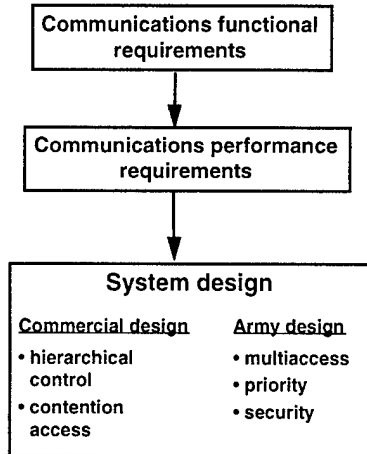 Communications functional
requirements
Communications performance
requirements
System design
Commercial design
• hierarchical
control
• contention
access
Army design
• multiaccess
• priority
• security